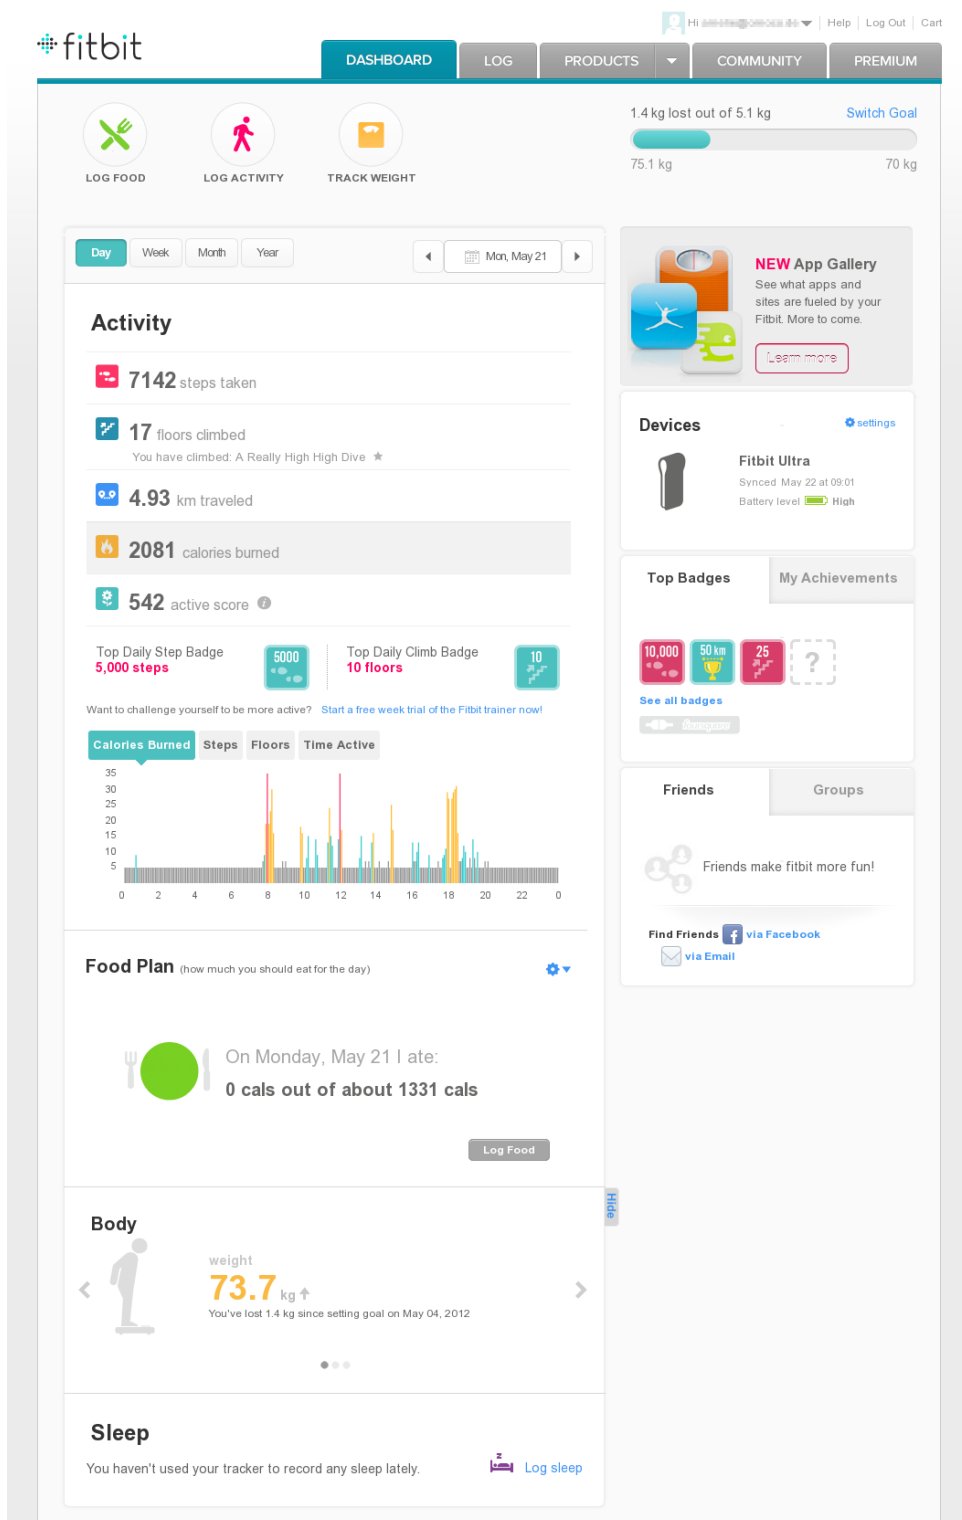 Hi
Help
Log Out
Cart
fitbit
DASHBOARD
LOG
PRODUCTS
COMMUNITY
PREMIUM
LOG FOOD
LOG ACTIVITY
TRACK WEIGHT
1.4 kg lost out of 5.1 kg
Switch Goal
75.1 kg
70 kg
Day
Week
Month
Year
Mon, May 21
Activity
7142 steps taken
17 floors climbed
You have climbed: A Really High High Dive
4.93 km traveled
2081 calories burned
542 active score
i
Top Daily Step Badge
5,000 steps
5000
Top Daily Climb Badge
10 floors
10
Want to challenge yourself to be more active? Start a free week trial of the Fitbit trainer now!
Calories Burned
Steps
Floors
Time Active
35
30
25
20
15
10
5
0 2 4 6 8 10 12 14 16 18 20 22 0
Food Plan (how much you should eat for the day)
On Monday, May 21 I ate:
0 cals out of about 1331 cals
Log Food
Hide
Body
weight
73.7 kg
You've lost 1.4 kg since setting goal on May 04, 2012
Sleep
You haven't used your tracker to record any sleep lately.
z
Log sleep
NEW App Gallery
See what apps and
sites are fueled by your
Fitbit. More to come.
Learn more
Devices
settings
Fitbit Ultra
Synced May 22 at 09:01
Battery level High
Top Badges
My Achievements
10,000
50 km
25
?
See all badges
foursquare
Friends
Groups
Friends make fitbit more fun!
Find Friends f via Facebook
via Email